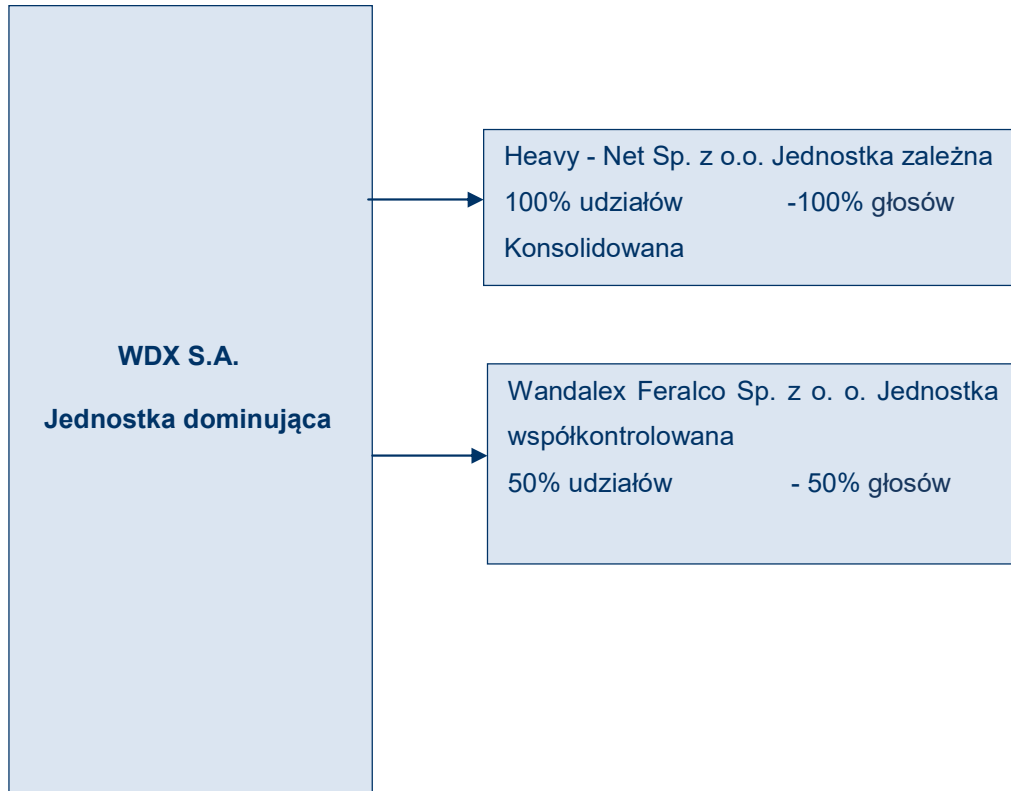 WDX S.A.
Jednostka dominująca
Heavy - Net Sp. z o.o. Jednostka zależna
100% udziałów -100% głosów
Konsolidowana
Wandalex Feralco Sp. z o. o. Jednostka
współkontrolowana
50% udziałów - 50% głosów